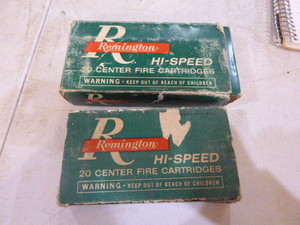 R
Remington
HI-SPEED
20 CENTER FIRE CARTRIDGES
WARNING • KEEP OUT OF REACH OF CHILDREN
R
Remington
HI-SPEED
20 CENTER FIRE CARTRIDGES
WARNING • KEEP OUT OF REACH OF CHILDREN